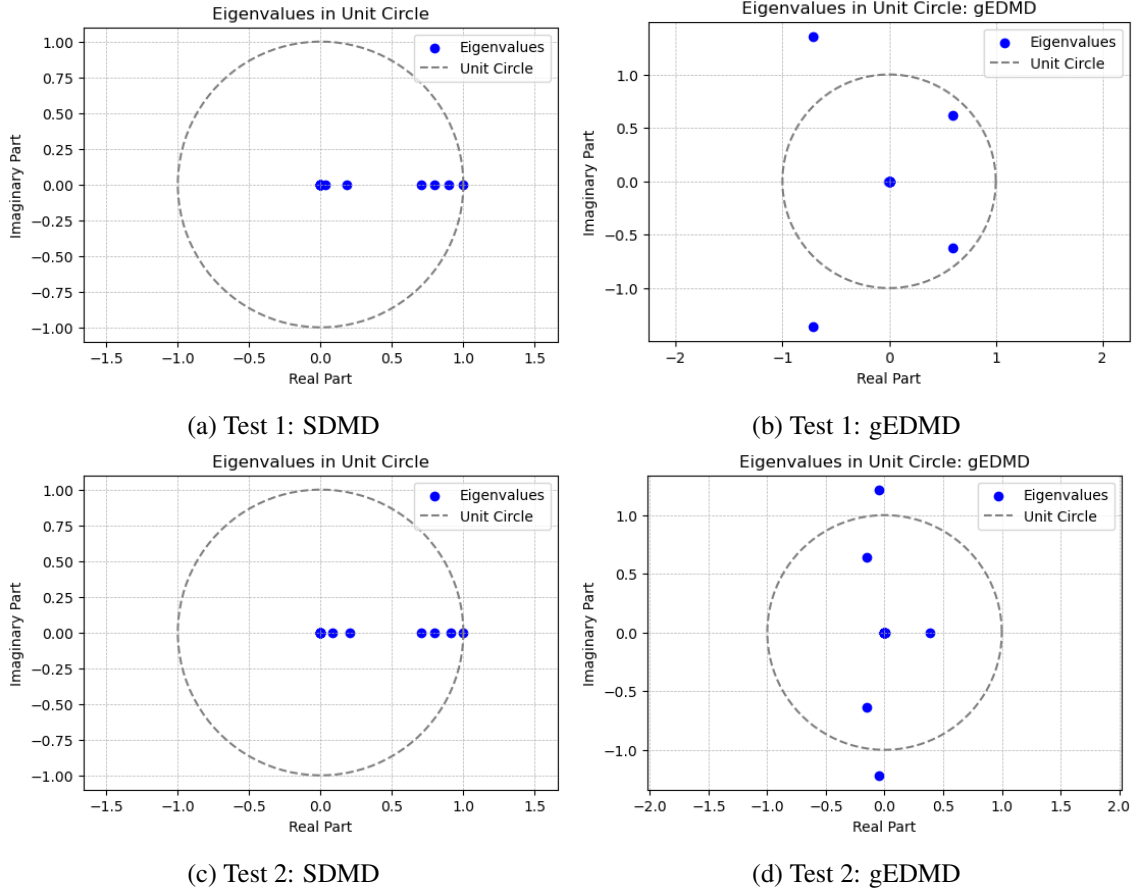 Eigenvalues in Unit Circle
1.00
0.75
0.50
0.25
0.00
−0.25
−0.50
−0.75
−1.00
Imaginary Part
−1.5
−1.0
−0.5
0.0
0.5
1.0
1.5
Real Part
Eigenvalues
Unit Circle
(a) Test 1: SDMD
Eigenvalues in Unit Circle: gEDMD
1.0
0.5
0.0
−0.5
−1.0
Imaginary Part
−2
−1
0
1
2
Real Part
Eigenvalues
Unit Circle
(b) Test 1: gEDMD
Eigenvalues in Unit Circle
1.00
0.75
0.50
0.25
0.00
−0.25
−0.50
−0.75
−1.00
Imaginary Part
−1.5
−1.0
−0.5
0.0
0.5
1.0
1.5
Real Part
Eigenvalues
Unit Circle
(c) Test 2: SDMD
Eigenvalues in Unit Circle: gEDMD
1.0
0.5
0.0
−0.5
−1.0
Imaginary Part
−2.0
−1.5
−1.0
−0.5
0.0
0.5
1.0
1.5
2.0
Real Part
Eigenvalues
Unit Circle
(d) Test 2: gEDMD